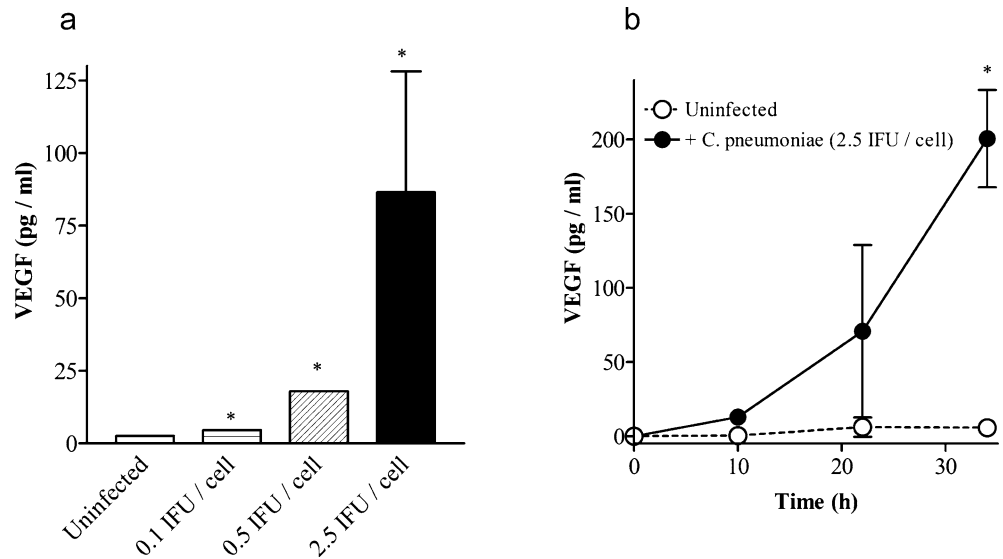 a
b
*
125
100
75
50
25
0
VEGF (pg / ml)
*
*
Uninfected
0.1 IFU / cell
0.5 IFU / cell
2.5 IFU / cell
*
Uninfected
+ C. pneumoniae (2.5 IFU / cell)
200
150
100
50
0
VEGF (pg / ml)
0
10
20
30
Time (h)